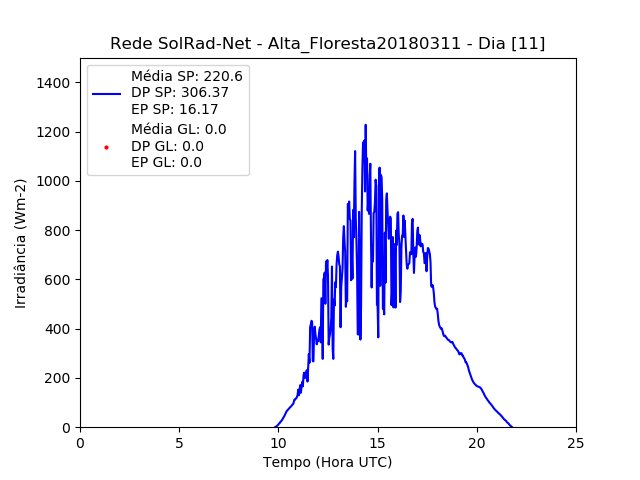 Rede SolRad-Net - Alta_Floresta20180311 - Dia [11]
Média SP: 220.6
DP SP: 306.37
EP SP: 16.17
Média GL: 0.0
DP GL: 0.0
EP GL: 0.0
1400
1200
1000
800
600
400
200
0
Irradiância (Wm-2)
0 5 10 15 20 25
Tempo (Hora UTC)